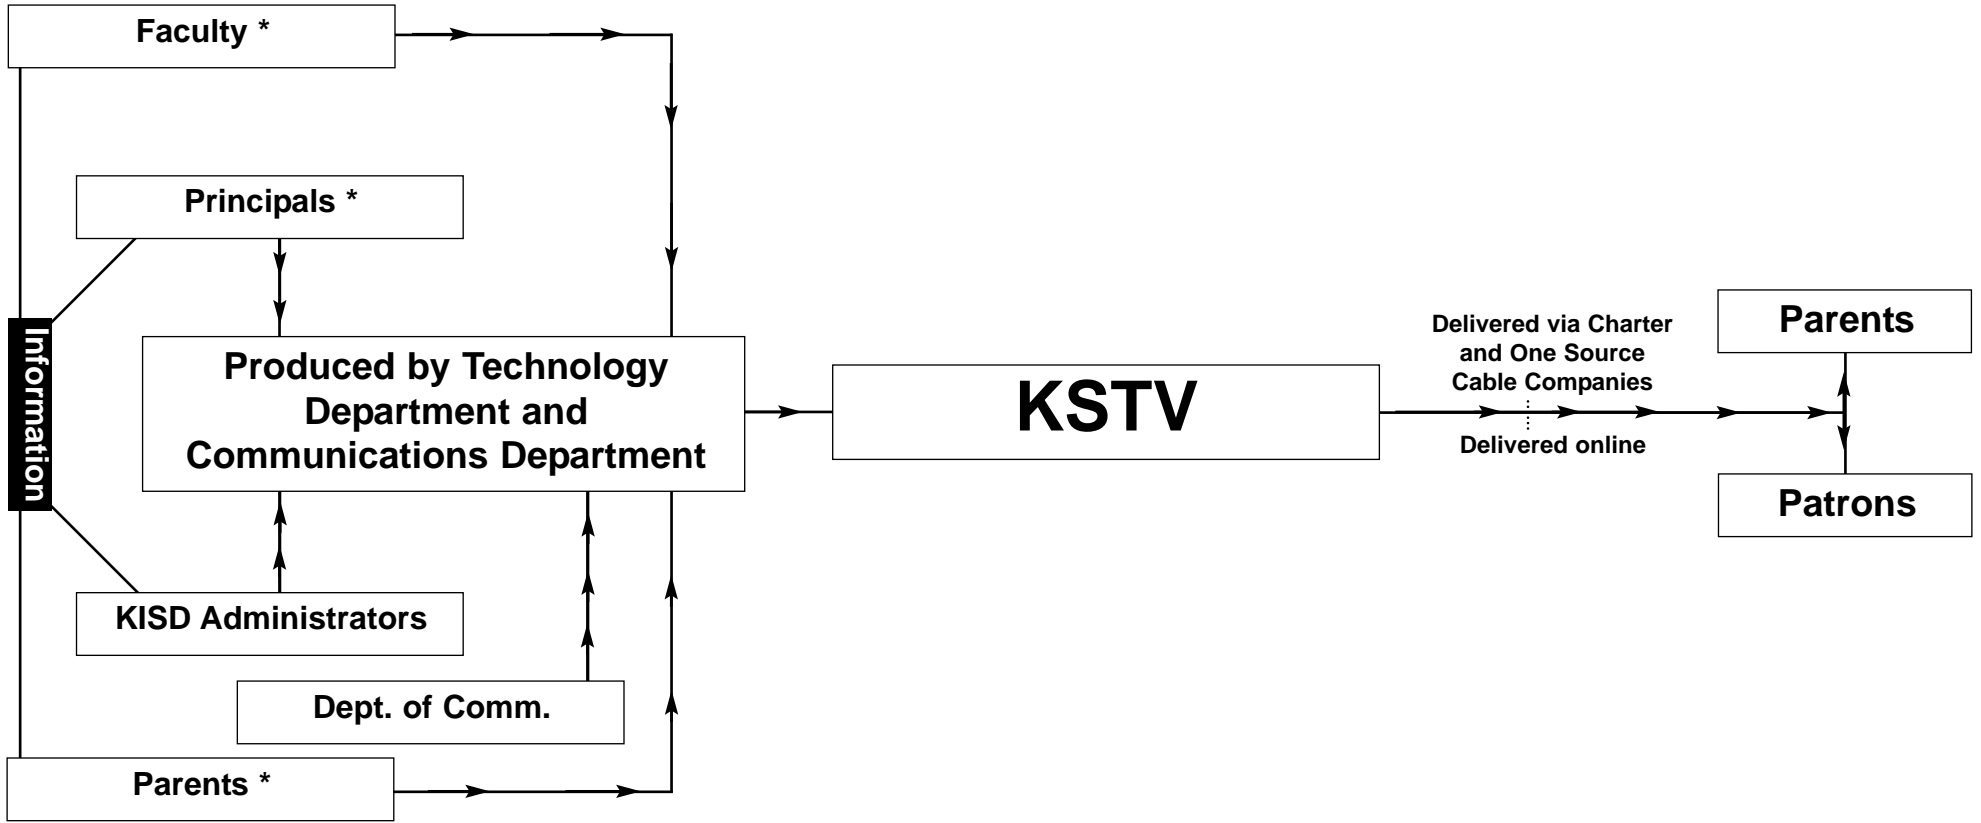 Faculty *
Principals *
Information
Produced by Technology
Department and
Communications Department
KISD Administrators
Dept. of Comm.
Parents *
KSTV
Delivered via Charter
and One Source
Cable Companies
Delivered online
Parents
Patrons